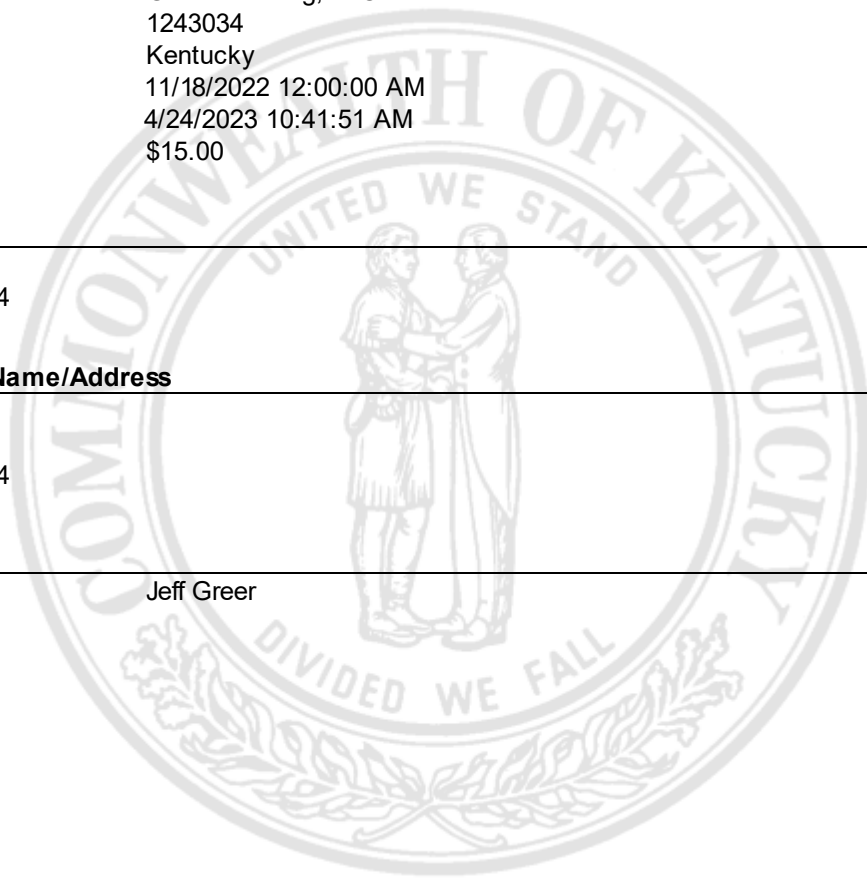 1243034
Kentucky
11/18/2022 12:00:00 AM
4/24/2023 10:41:51 AM
$15.00
4
Name/Address
4
Jeff Greer
COMMONWEALTH OF KENTUCKY
UNITED WE STAND
DIVIDED WE FALL